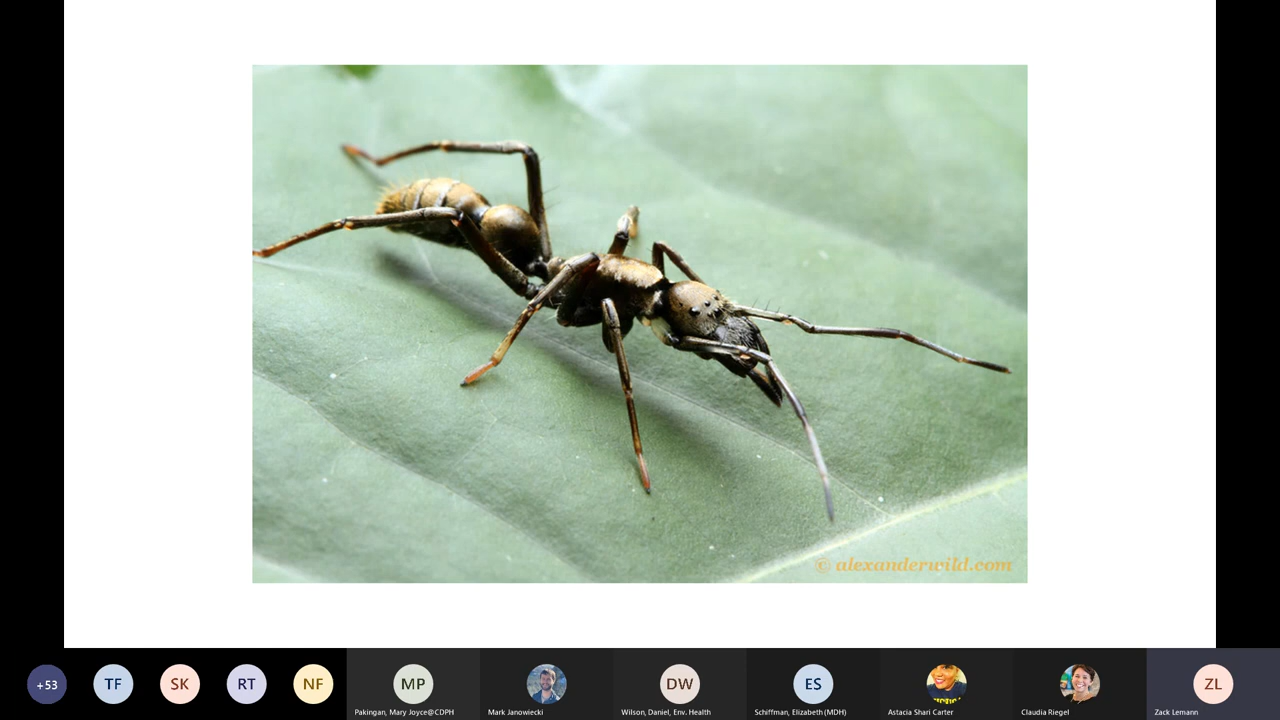 © alexanderwild.com
+53
TF
SK
RT
NF
MP
DW
ES
ZL
Pakingan, Mary Joyce@CDPH
Mark Janowiecki
Wilson, Daniel, Env. Health
Schiffman, Elizabeth (MDH)
Astacia Shari Carter
Claudia Riegel
Zack Lemann